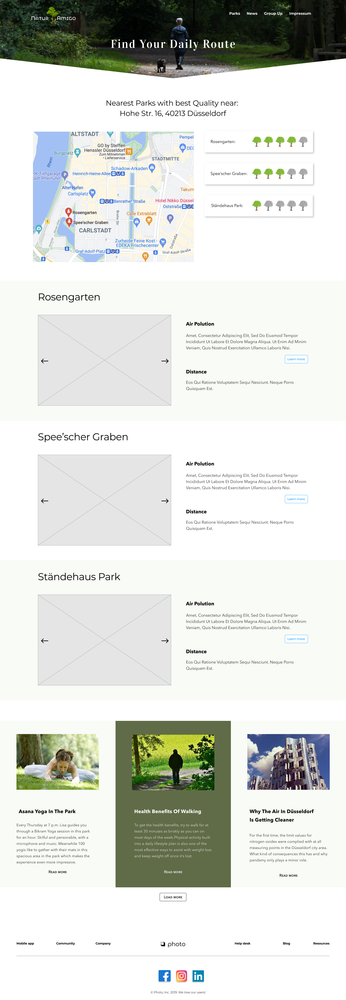 Natur Amigo
Parks News Group Up Impressum
Find Your Daily Route
Nearest Parks with best Quality near:
Hohe Str. 16, 40213 Düsseldorf
ALTSTADT
Pempel
GO by Steffen
Henssler Düsseldorf
Zum Mitnehmen
• Lieferservice
Burgplatz
STADTMITTE
Rhein
Schadow-Arkaden
RK Tiefgarage
tadt Rheinufer
P
Heinrich-Heine-Allee
U
Alter Hafen
Carlsplatz
Takum
Benrather Straße
U
Hotel Nikko Düssel
Oststraße
U
Rosengarten
Breite Str.
Cafe Extrablatt
P
1
Spee'scher Graben
Berger Allee
CARLSTADT
Zurheide Feine Kost -
EDEKA Frischecenter
Oststraße
Graf-Adolf-Platz
U
Graf-Adolf-Straße
Rosengarten:
Spee’scher Graben:
Ständehaus Park:
Rosengarten
Air Polution
Amet, Consectetur Adipiscing Elit, Sed Do Eiusmod Tempor
Incididunt Ut Labore Et Dolore Magna Aliqua. Ut Enim Ad Minim
Veniam, Quis Nostrud Exercitation Ullamco Laboris Nisi.
Learn more
Distance
Eos Qui Ratione Voluptatem Sequi Nesciunt. Neque Porro
Quisquam Est.
Spee’scher Graben
Air Polution
Amet, Consectetur Adipiscing Elit, Sed Do Eiusmod Tempor
Incididunt Ut Labore Et Dolore Magna Aliqua. Ut Enim Ad Minim
Veniam, Quis Nostrud Exercitation Ullamco Laboris Nisi.
Learn more
Distance
Eos Qui Ratione Voluptatem Sequi Nesciunt. Neque Porro
Quisquam Est.
Ständehaus Park
Air Polution
Amet, Consectetur Adipiscing Elit, Sed Do Eiusmod Tempor
Incididunt Ut Labore Et Dolore Magna Aliqua. Ut Enim Ad Minim
Veniam, Quis Nostrud Exercitation Ullamco Laboris Nisi.
Learn more
Distance
Eos Qui Ratione Voluptatem Sequi Nesciunt. Neque Porro
Quisquam Est.
Asana Yoga In The Park
Every Thursday at 7 p.m. Lisa guides you
through a Bikram Yoga session in this park
for an hour. Skilful and personable, with a
microphone and music. Meanwhile 100
yogis like to gather with their mats in this
spacious area in the park which makes the
experience even more impressive.
Read more
Health Benefits Of Walking
To get the health benefits, try to walk for at
least 30 minutes as briskly as you can on
most days of the week.Physical activity built
into a daily lifestyle plan is also one of the
most effective ways to assist with weight loss
and keep weight off once it’s lost.
Read more
Why The Air In Düsseldorf
Is Getting Cleaner
For the first time, the limit values for
nitrogen oxides were complied with at all
measuring points in the Düsseldorf city area.
What kind of consequences this has and why
pandamy only plays a minor role.
Read more
Load more
Mobile app Community Company photo Help desk Blog Resources
f in
© Photo, Inc. 2019. We love our users!